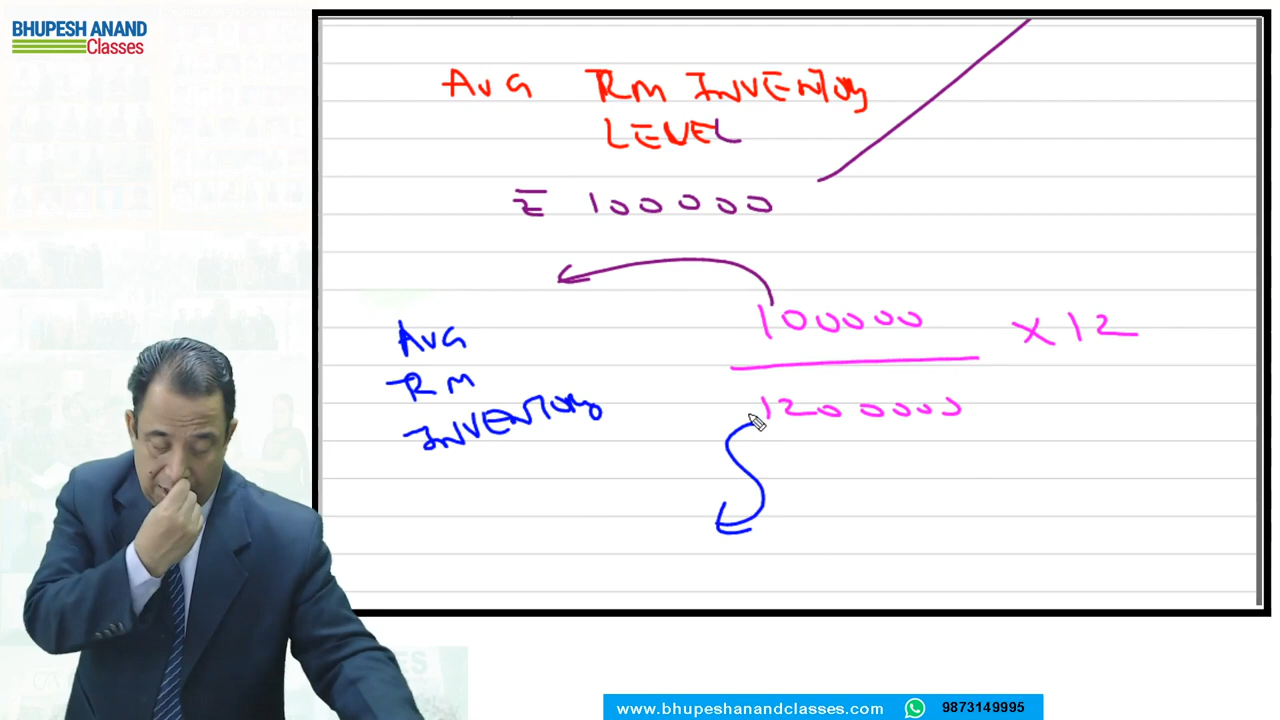 BHUPESH ANAND
Classes
AVG RM INVENTORY
LEVEL
₹ 100000
AVG
RM
INVENTORY
100000 × 12
1200000
www.bhupeshanandclasses.com 9873149995